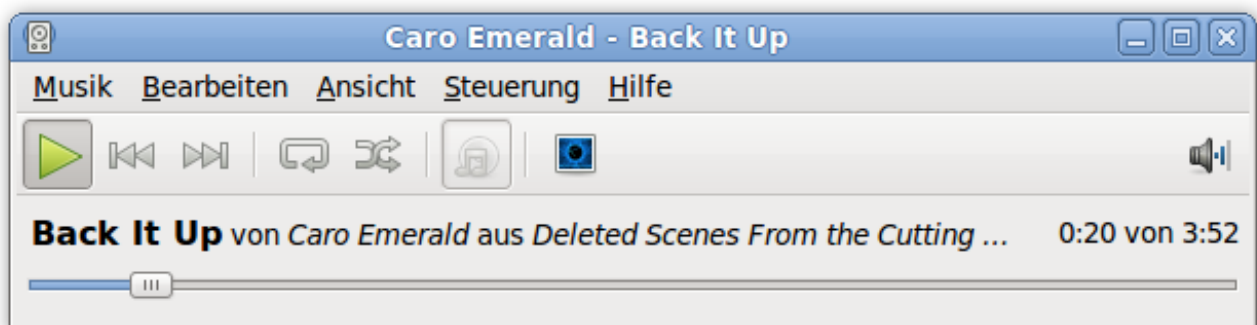 Caro Emerald - Back It Up
Musik Bearbeiten Ansicht Steuerung Hilfe
Back It Up von Caro Emerald aus Deleted Scenes From the Cutting ... 0:20 von 3:52